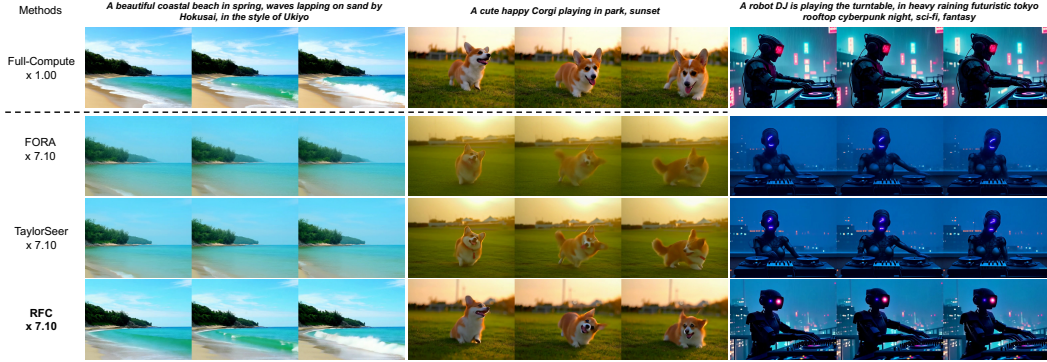 Methods
A beautiful coastal beach in spring, waves lapping on sand by
Hokusai, in the style of Ukiyo
A cute happy Corgi playing in park, sunset
A robot DJ is playing the turntable, in heavy raining futuristic tokyo
rooftop cyberpunk night, sci-fi, fantasy
Full-Compute
x 1.00
FORA
x 7.10
TaylorSeer
x 7.10
RFC
x 7.10